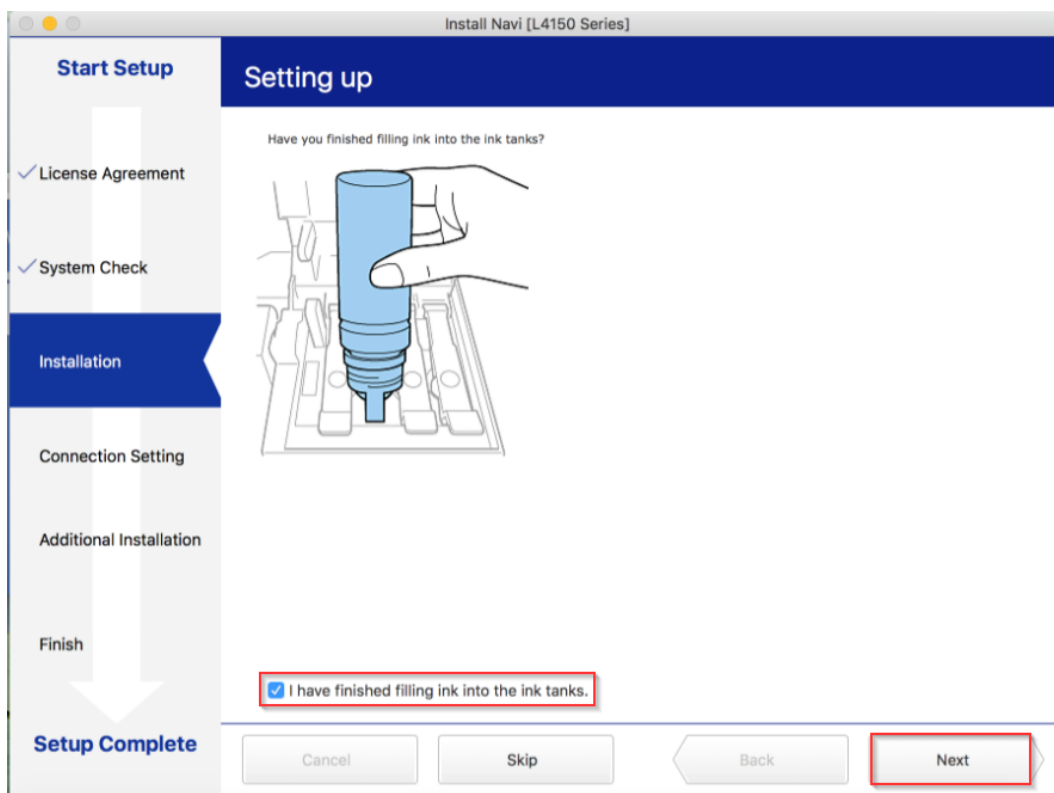 Install Navi [L4150 Series]
Start Setup
License Agreement
System Check
Installation
Connection Setting
Additional Installation
Finish
Setup Complete
Setting up
Have you finished filling ink into the ink tanks?
I have finished filling ink into the ink tanks.
Cancel
Skip
Back
Next